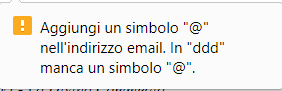 Aggiungi un simbolo "@"
nell'indirizzo email. In "ddd"
manca un simbolo "@".